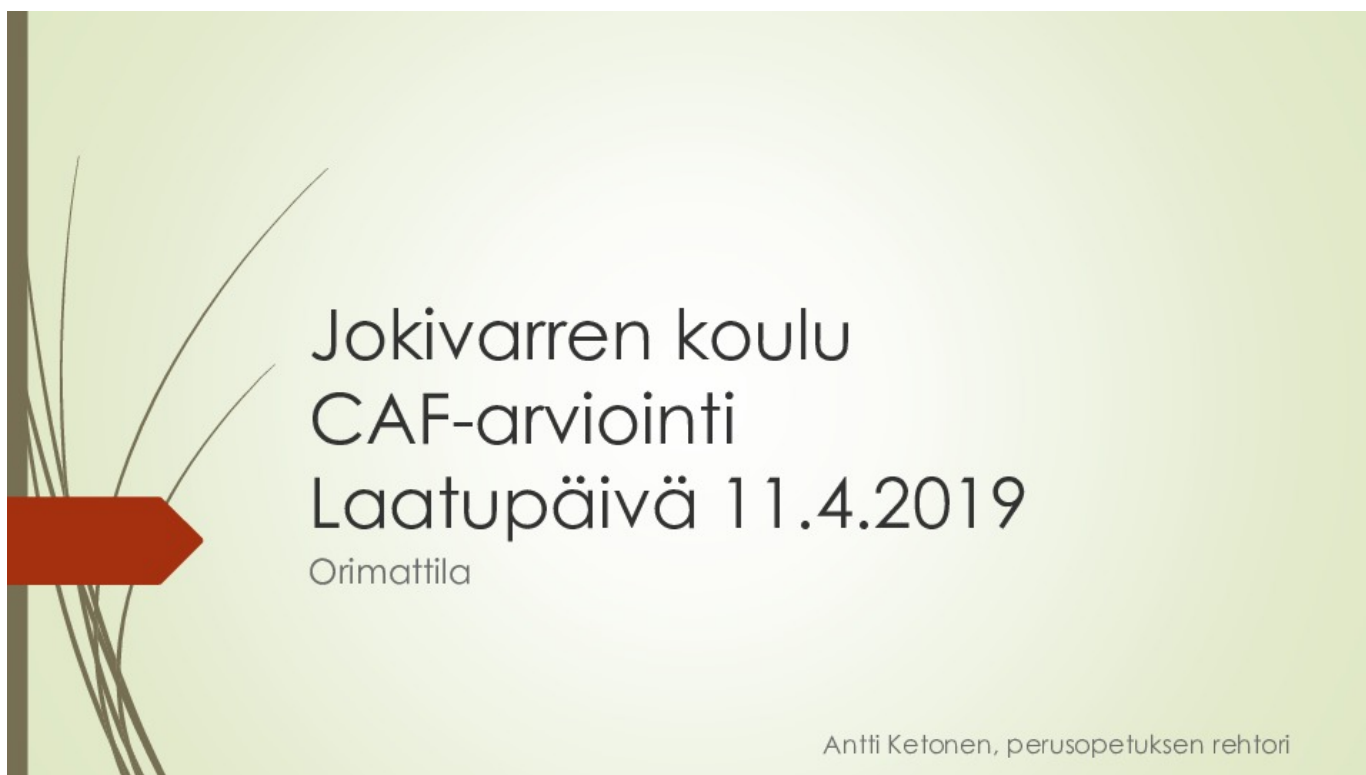 Jokivarren koulu
CAF-arviointi
Laatupäivä 11.4.2019
Orimattila
Antti Ketonen, perusopetuksen rehtori